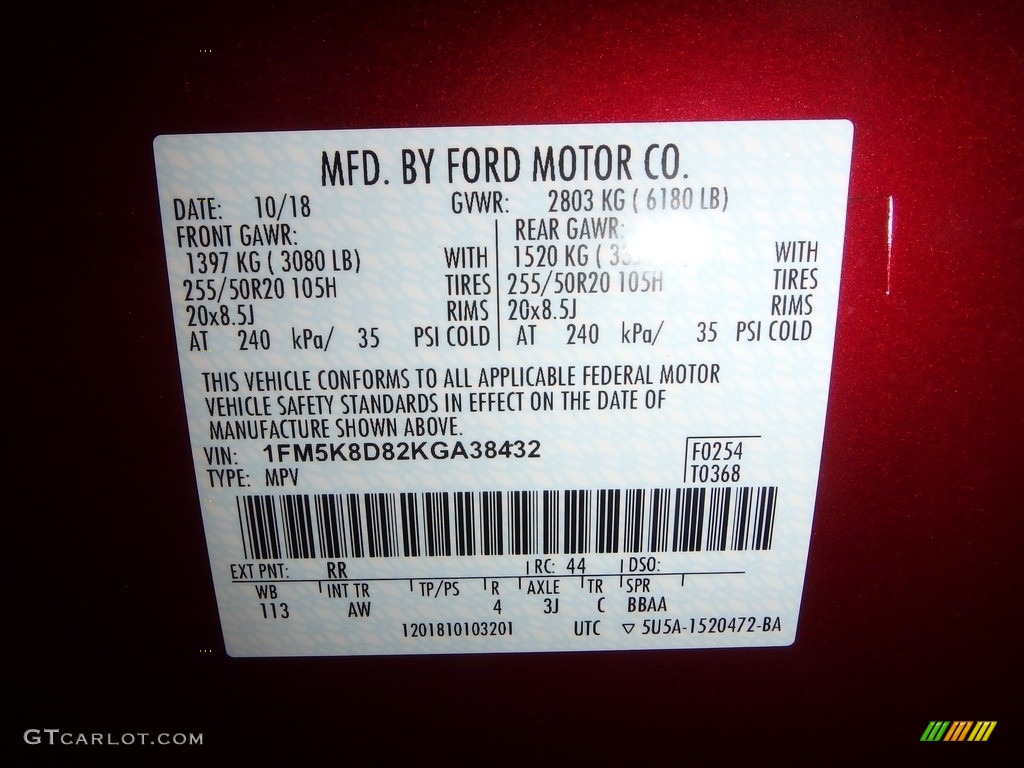 MFD. BY FORD MOTOR CO.
DATE: 10/18 GVWR: 2803 KG ( 6180 LB)
FRONT GAWR: REAR GAWR:
1397 KG ( 3080 LB) WITH 1520 KG ( WITH
255/50R20 105H TIRES 255/50R20 105H TIRES
20x8.5J RIMS 20x8.5J RIMS
AT 240 kPa/ 35 PSI COLD AT 240 kPa/ 35 PSI COLD
THIS VEHICLE CONFORMS TO ALL APPLICABLE FEDERAL MOTOR
VEHICLE SAFETY STANDARDS IN EFFECT ON THE DATE OF
MANUFACTURE SHOWN ABOVE.
VIN: 1FM5K8D82KGA38432 F0254
TYPE: MPV T0368
EXT PNT: RR RC: 44 DSO:
WB INT TR TP/PS R AXLE TR SPR
113 AW 4 3J C BBAA
1201810103201 UTC ▽ 5U5A-1520472-BA
GTCARLOT.COM